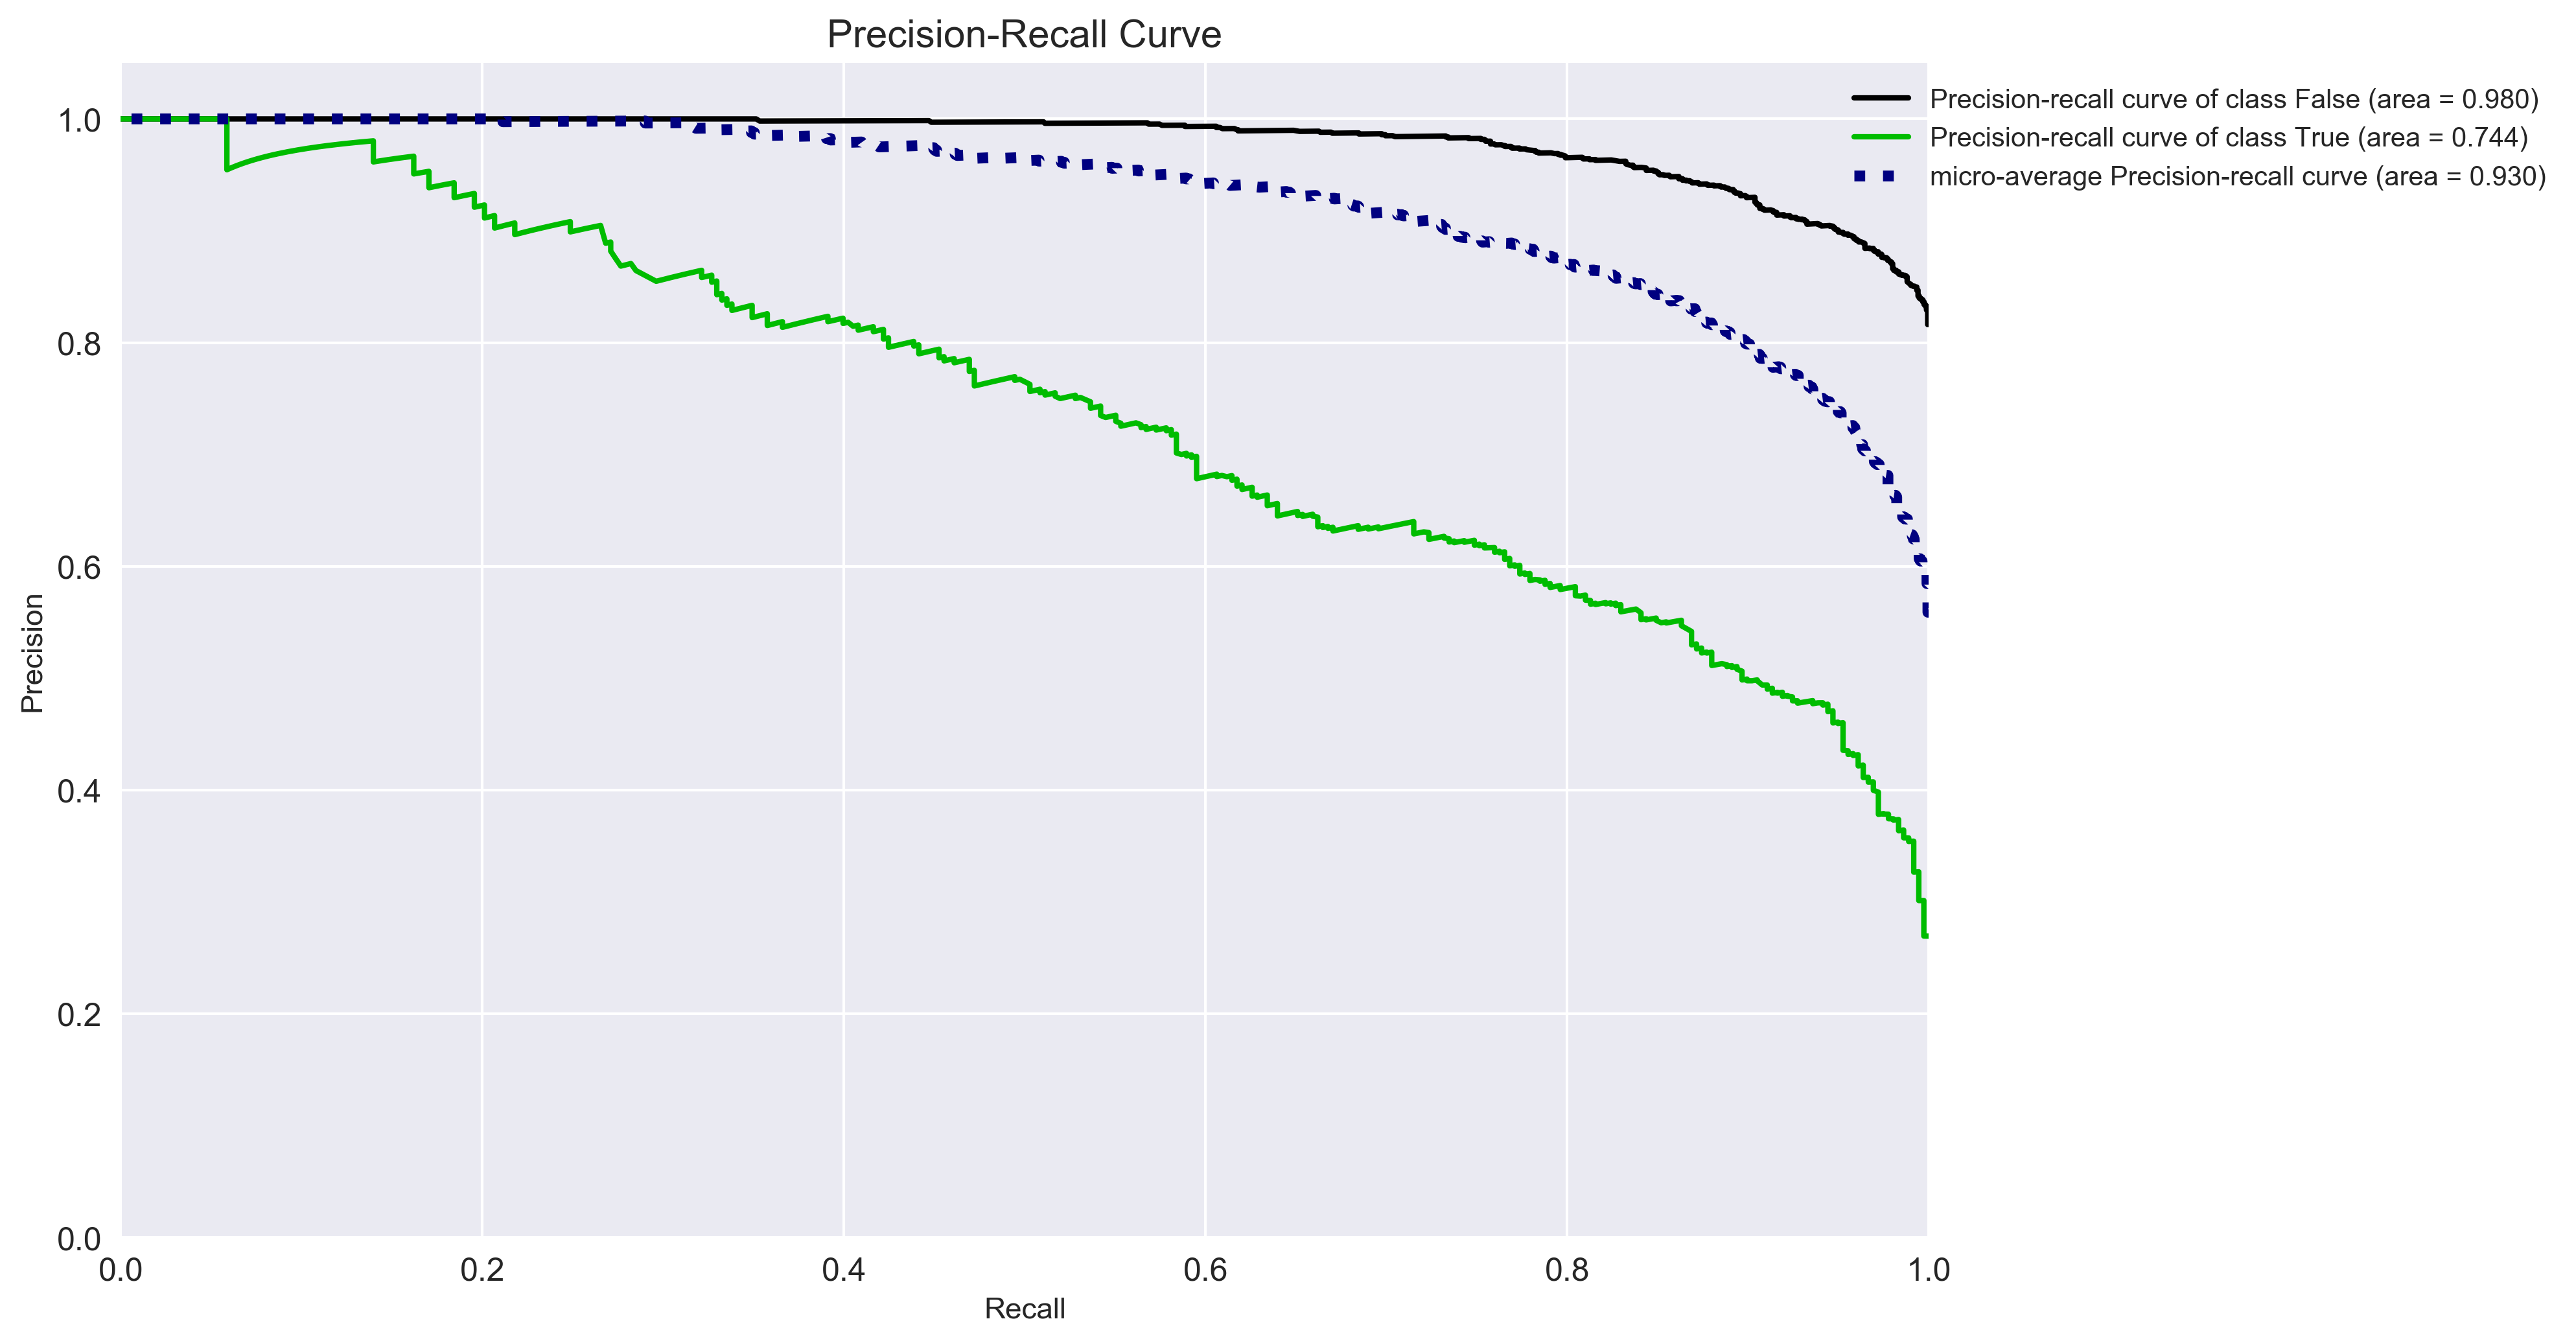 Precision-Recall Curve
Precision-recall curve of class False (area = 0.980)
Precision-recall curve of class True (area = 0.744)
micro-average Precision-recall curve (area = 0.930)
1.0
0.8
0.6
0.4
0.2
0.0
Precision
0.0 0.2 0.4 0.6 0.8 1.0
Recall